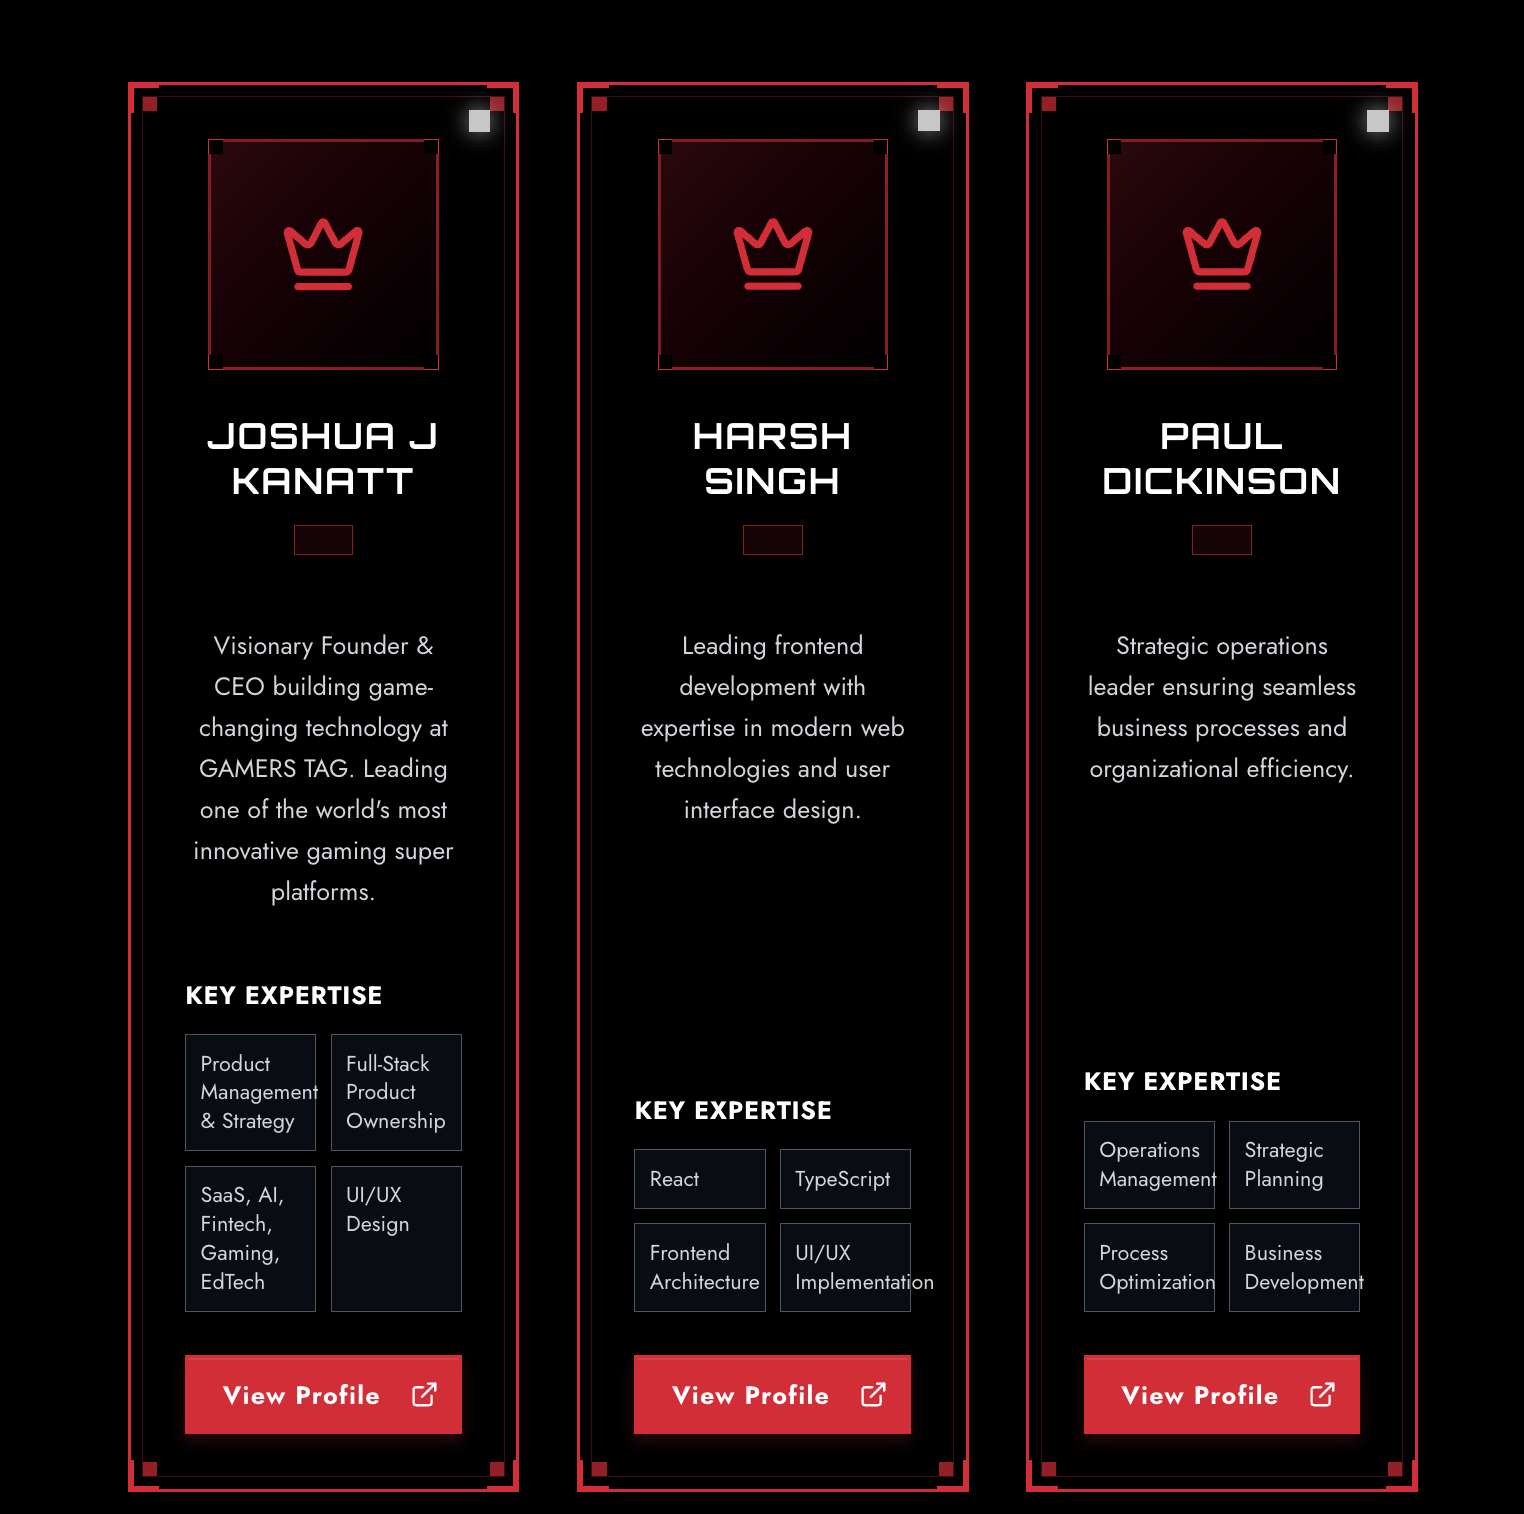 JOSHUA J
KANATT
Visionary Founder &
CEO building game-
changing technology at
GAMERS TAG. Leading
one of the world's most
innovative gaming super
platforms.
KEY EXPERTISE
Product
Management
& Strategy
Full-Stack
Product
Ownership
SaaS, AI,
Fintech,
Gaming,
EdTech
UI/UX
Design
View Profile
HARSH
SINGH
Leading frontend
development with
expertise in modern web
technologies and user
interface design.
KEY EXPERTISE
React
TypeScript
Frontend
Architecture
UI/UX
Implementation
View Profile
PAUL
DICKINSON
Strategic operations
leader ensuring seamless
business processes and
organizational efficiency.
KEY EXPERTISE
Operations
Management
Strategic
Planning
Process
Optimization
Business
Development
View Profile